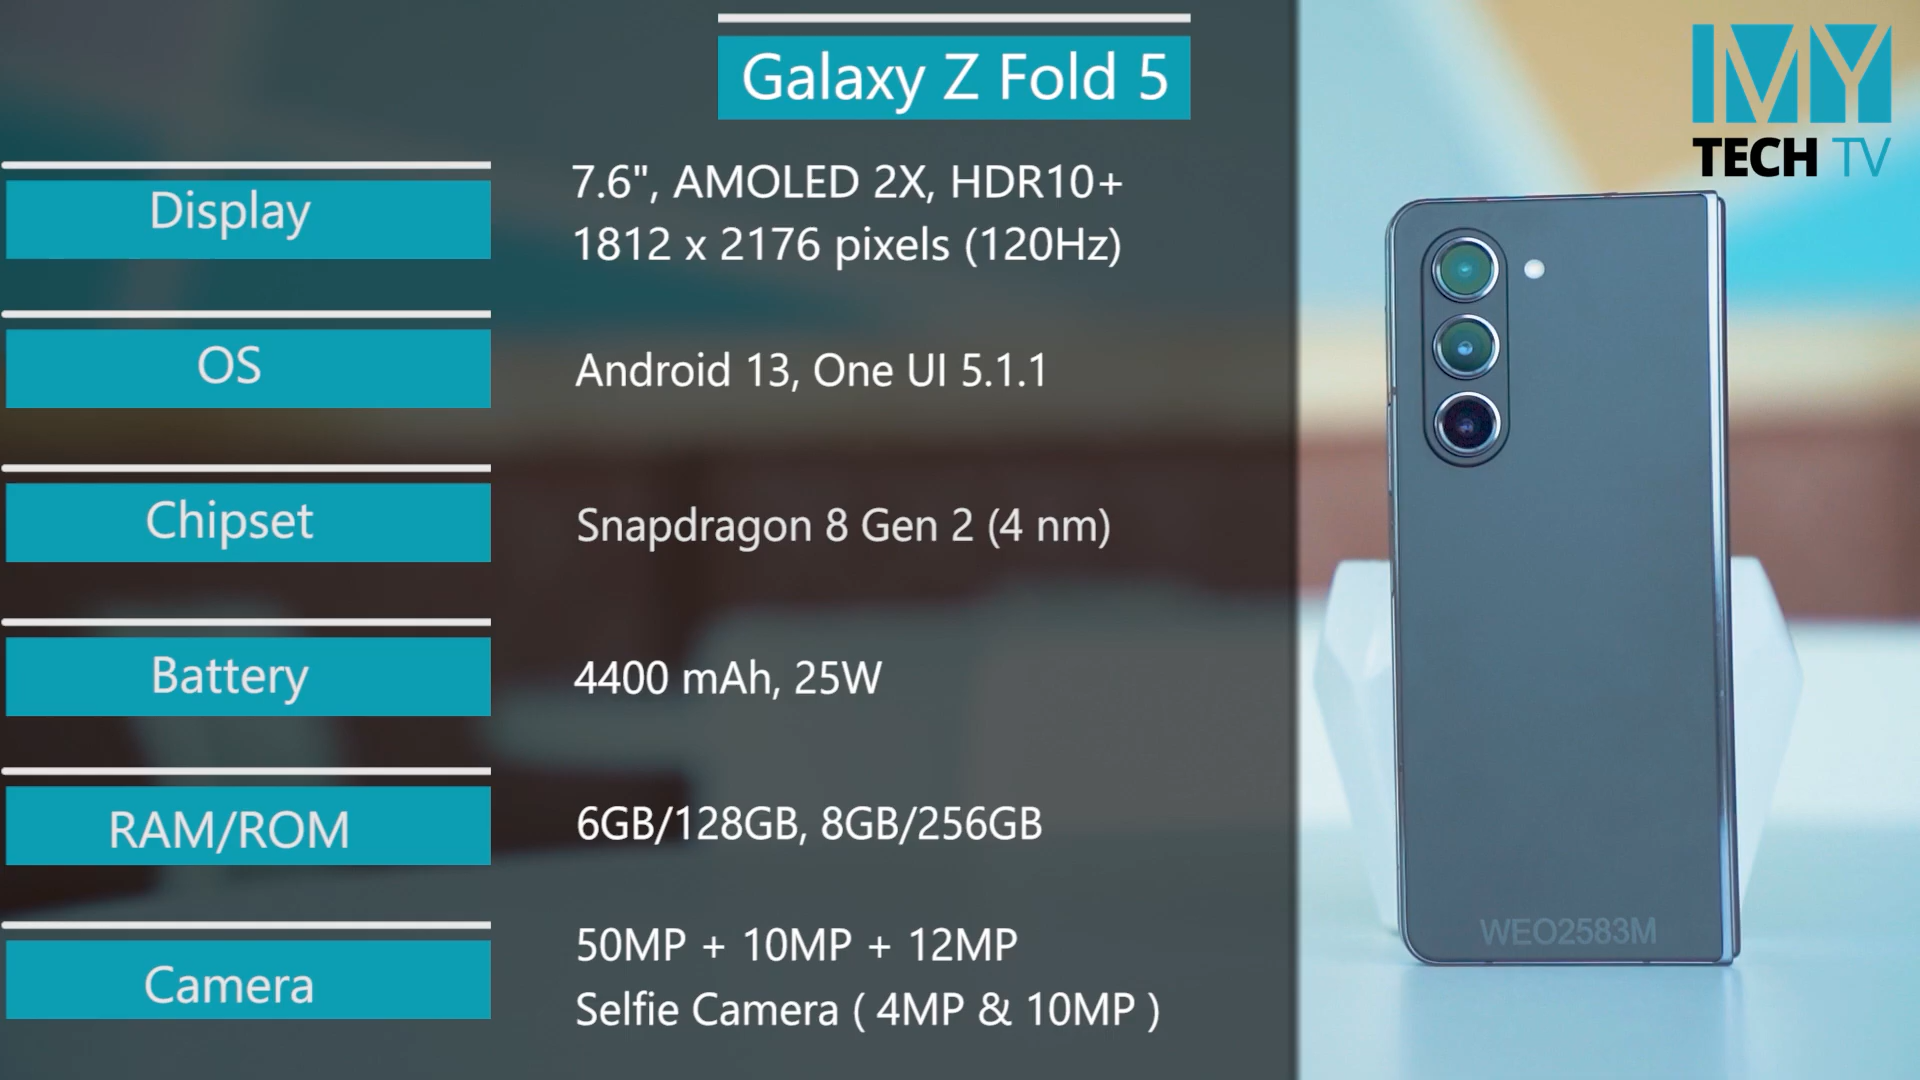 Galaxy Z Fold 5
IMY
TECH TV
Display
7.6", AMOLED 2X, HDR10+
1812 x 2176 pixels (120Hz)
OS
Android 13, One UI 5.1.1
Chipset
Snapdragon 8 Gen 2 (4 nm)
Battery
4400 mAh, 25W
RAM/ROM
6GB/128GB, 8GB/256GB
Camera
50MP + 10MP + 12MP
Selfie Camera ( 4MP & 10MP )
WEO2583M